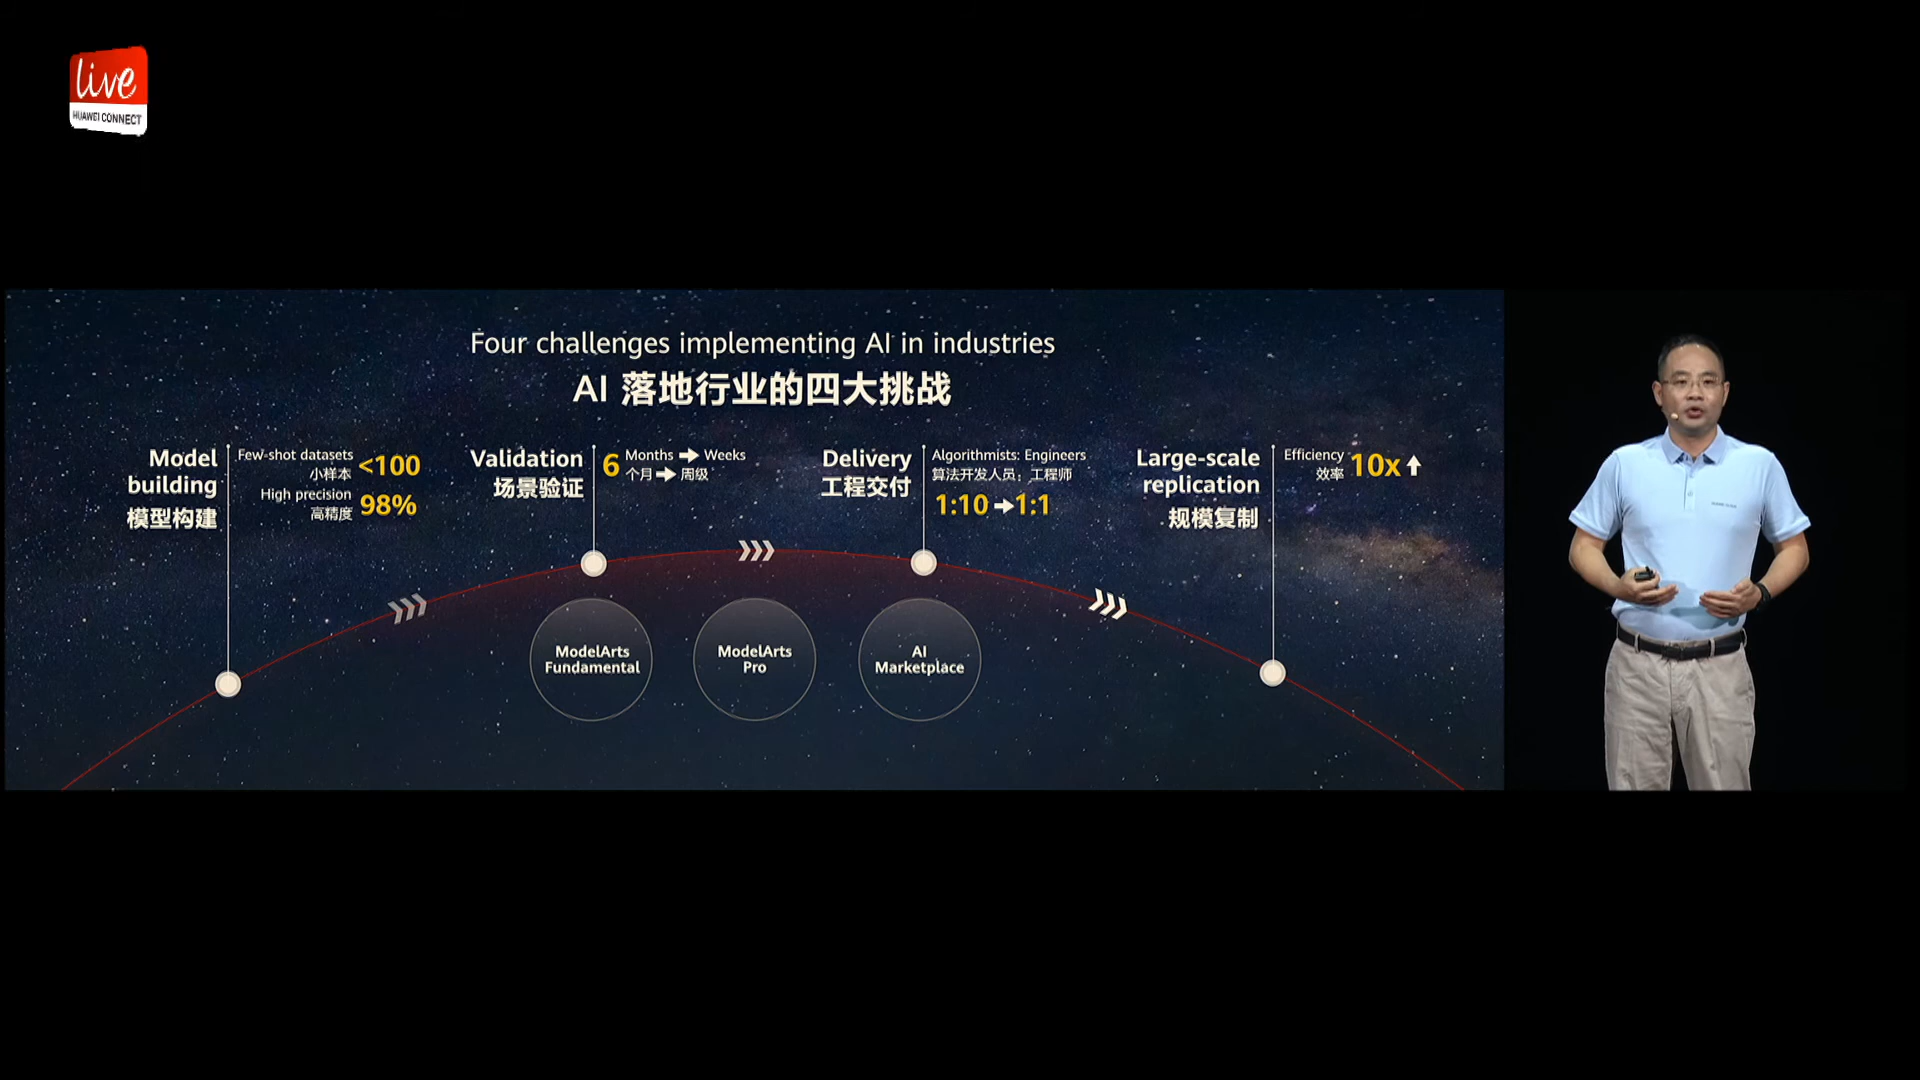 live
HUAWEI CONNECT
Four challenges implementing AI in industries
AI 落地行业的四大挑战
Model
building
模型构建
Few-shot datasets
小样本
<100
High precision
高精度
98%
Validation
场景验证
6
Months ➡ Weeks
个月 ➡ 周级
Delivery
工程交付
Algorithmists: Engineers
算法开发人员：工程师
1:10 ➡ 1:1
Large-scale
replication
规模复制
Efficiency
效率
10x
ModelArts
Fundamental
ModelArts
Pro
AI
Marketplace